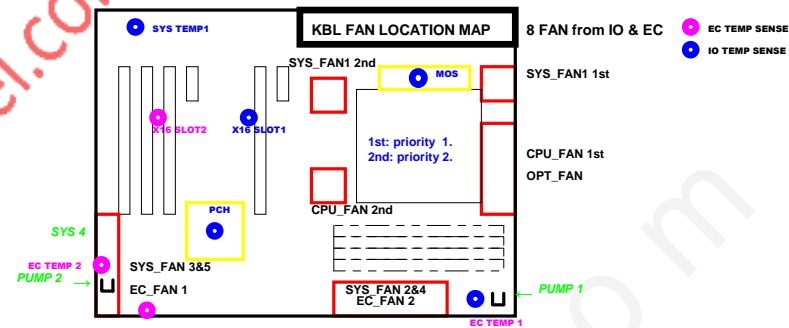 KBL FAN LOCATION MAP
8 FAN from IO & EC
EC TEMP SENSE
IO TEMP SENSE
SYS TEMP1
SYS_FAN1 2nd
MOS
SYS_FAN1 1st
X16 SLOT2
X16 SLOT1
1st: priority 1.
2nd: priority 2.
CPU_FAN 1st
OPT_FAN
PCH
CPU_FAN 2nd
SYS 4
EC TEMP 2
SYS_FAN 3&5
PUMP 2
EC_FAN 1
SYS_FAN 2&4
EC_FAN 2
PUMP 1
EC TEMP 1